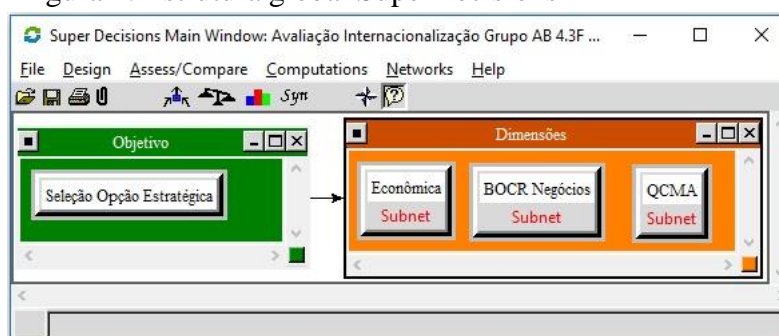 Super Decisions Main Window: Avaliação Internacionalização Grupo AB 4.3F ...
File Design Assess/Compare Computations Networks Help
Syn
Objetivo
Seleção Opção Estratégica
Dimensões
Econômica
Subnet
BOCR Negócios
Subnet
QCMA
Subnet